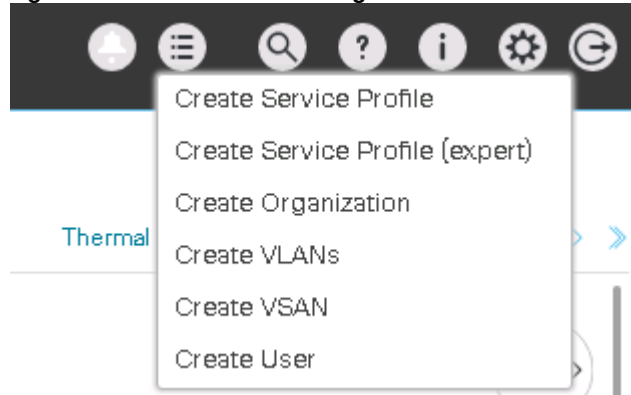 Create Service Profile
Create Service Profile (expert)
Create Organization
Thermal
Create VLANs
Create VSAN
Create User